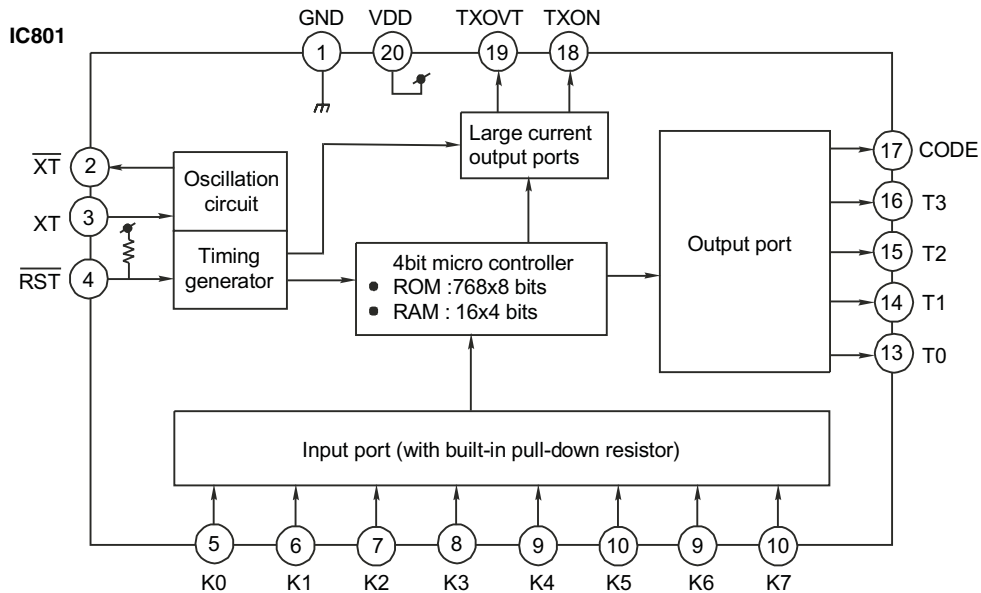 IC801
GND VDD TXOVT TXON
1 20 19 18
Large current
output ports
XT 2
XT 3
RST 4
Oscillation
circuit
Timing
generator
4bit micro controller
● ROM :768x8 bits
● RAM : 16x4 bits
Output port
17 CODE
16 T3
15 T2
14 T1
13 T0
Input port (with built-in pull-down resistor)
5 6 7 8 9 10 9 10
K0 K1 K2 K3 K4 K5 K6 K7